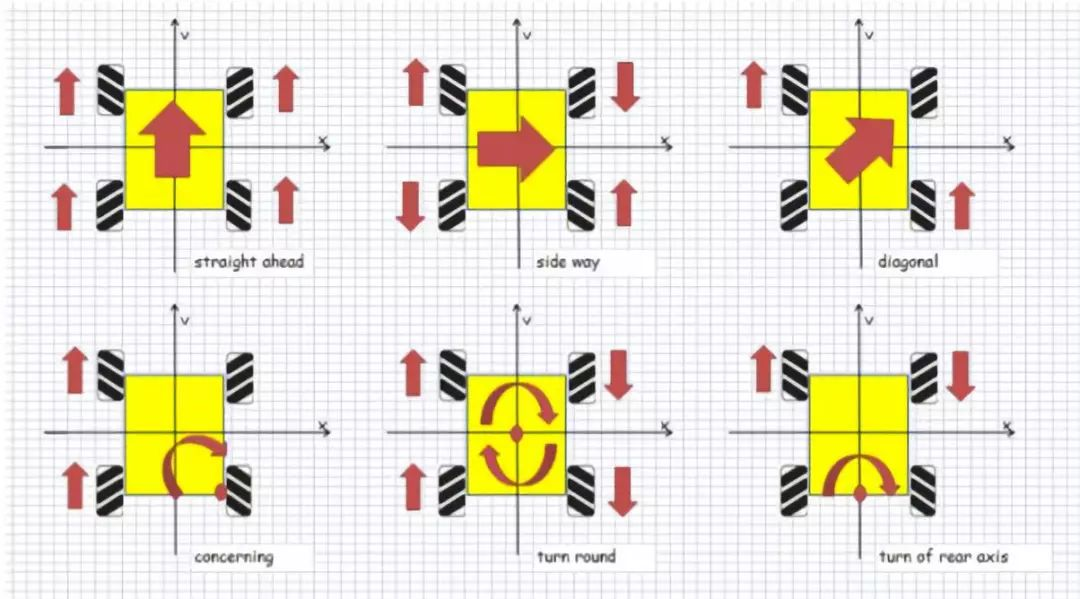 v
v
v
x
x
x
straight ahead
side way
diagonal
v
v
v
x
x
x
concerning
turn round
turn of rear axis